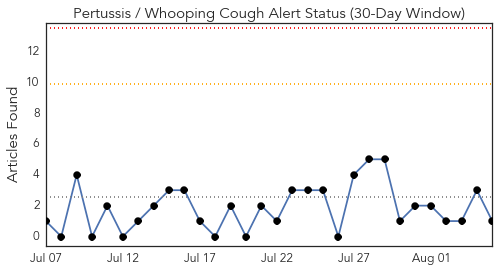 Pertussis / Whooping Cough Alert Status (30-Day Window)
Articles Found
12
10
8
6
4
2
0
Jul 07 Jul 12 Jul 17 Jul 22 Jul 27 Aug 01